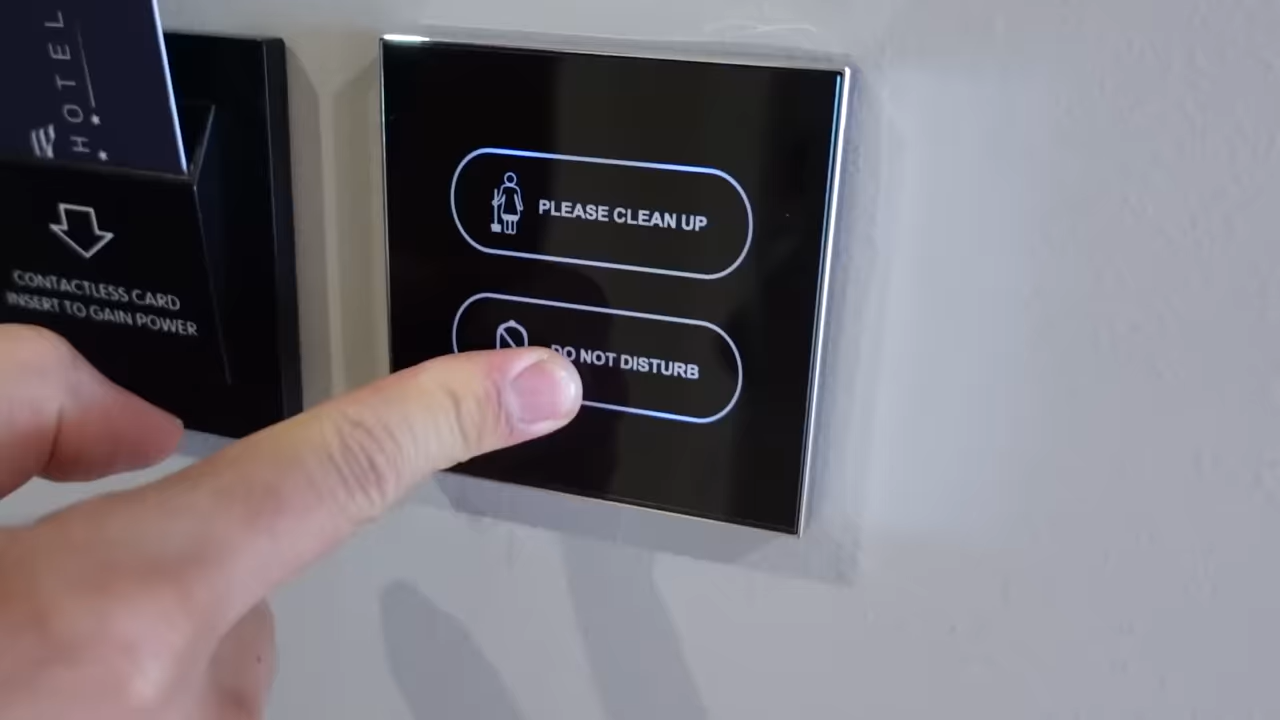 HOTEL
CONTACTLESS CARD
INSERT TO GAIN POWER
PLEASE CLEAN UP
DO NOT DISTURB